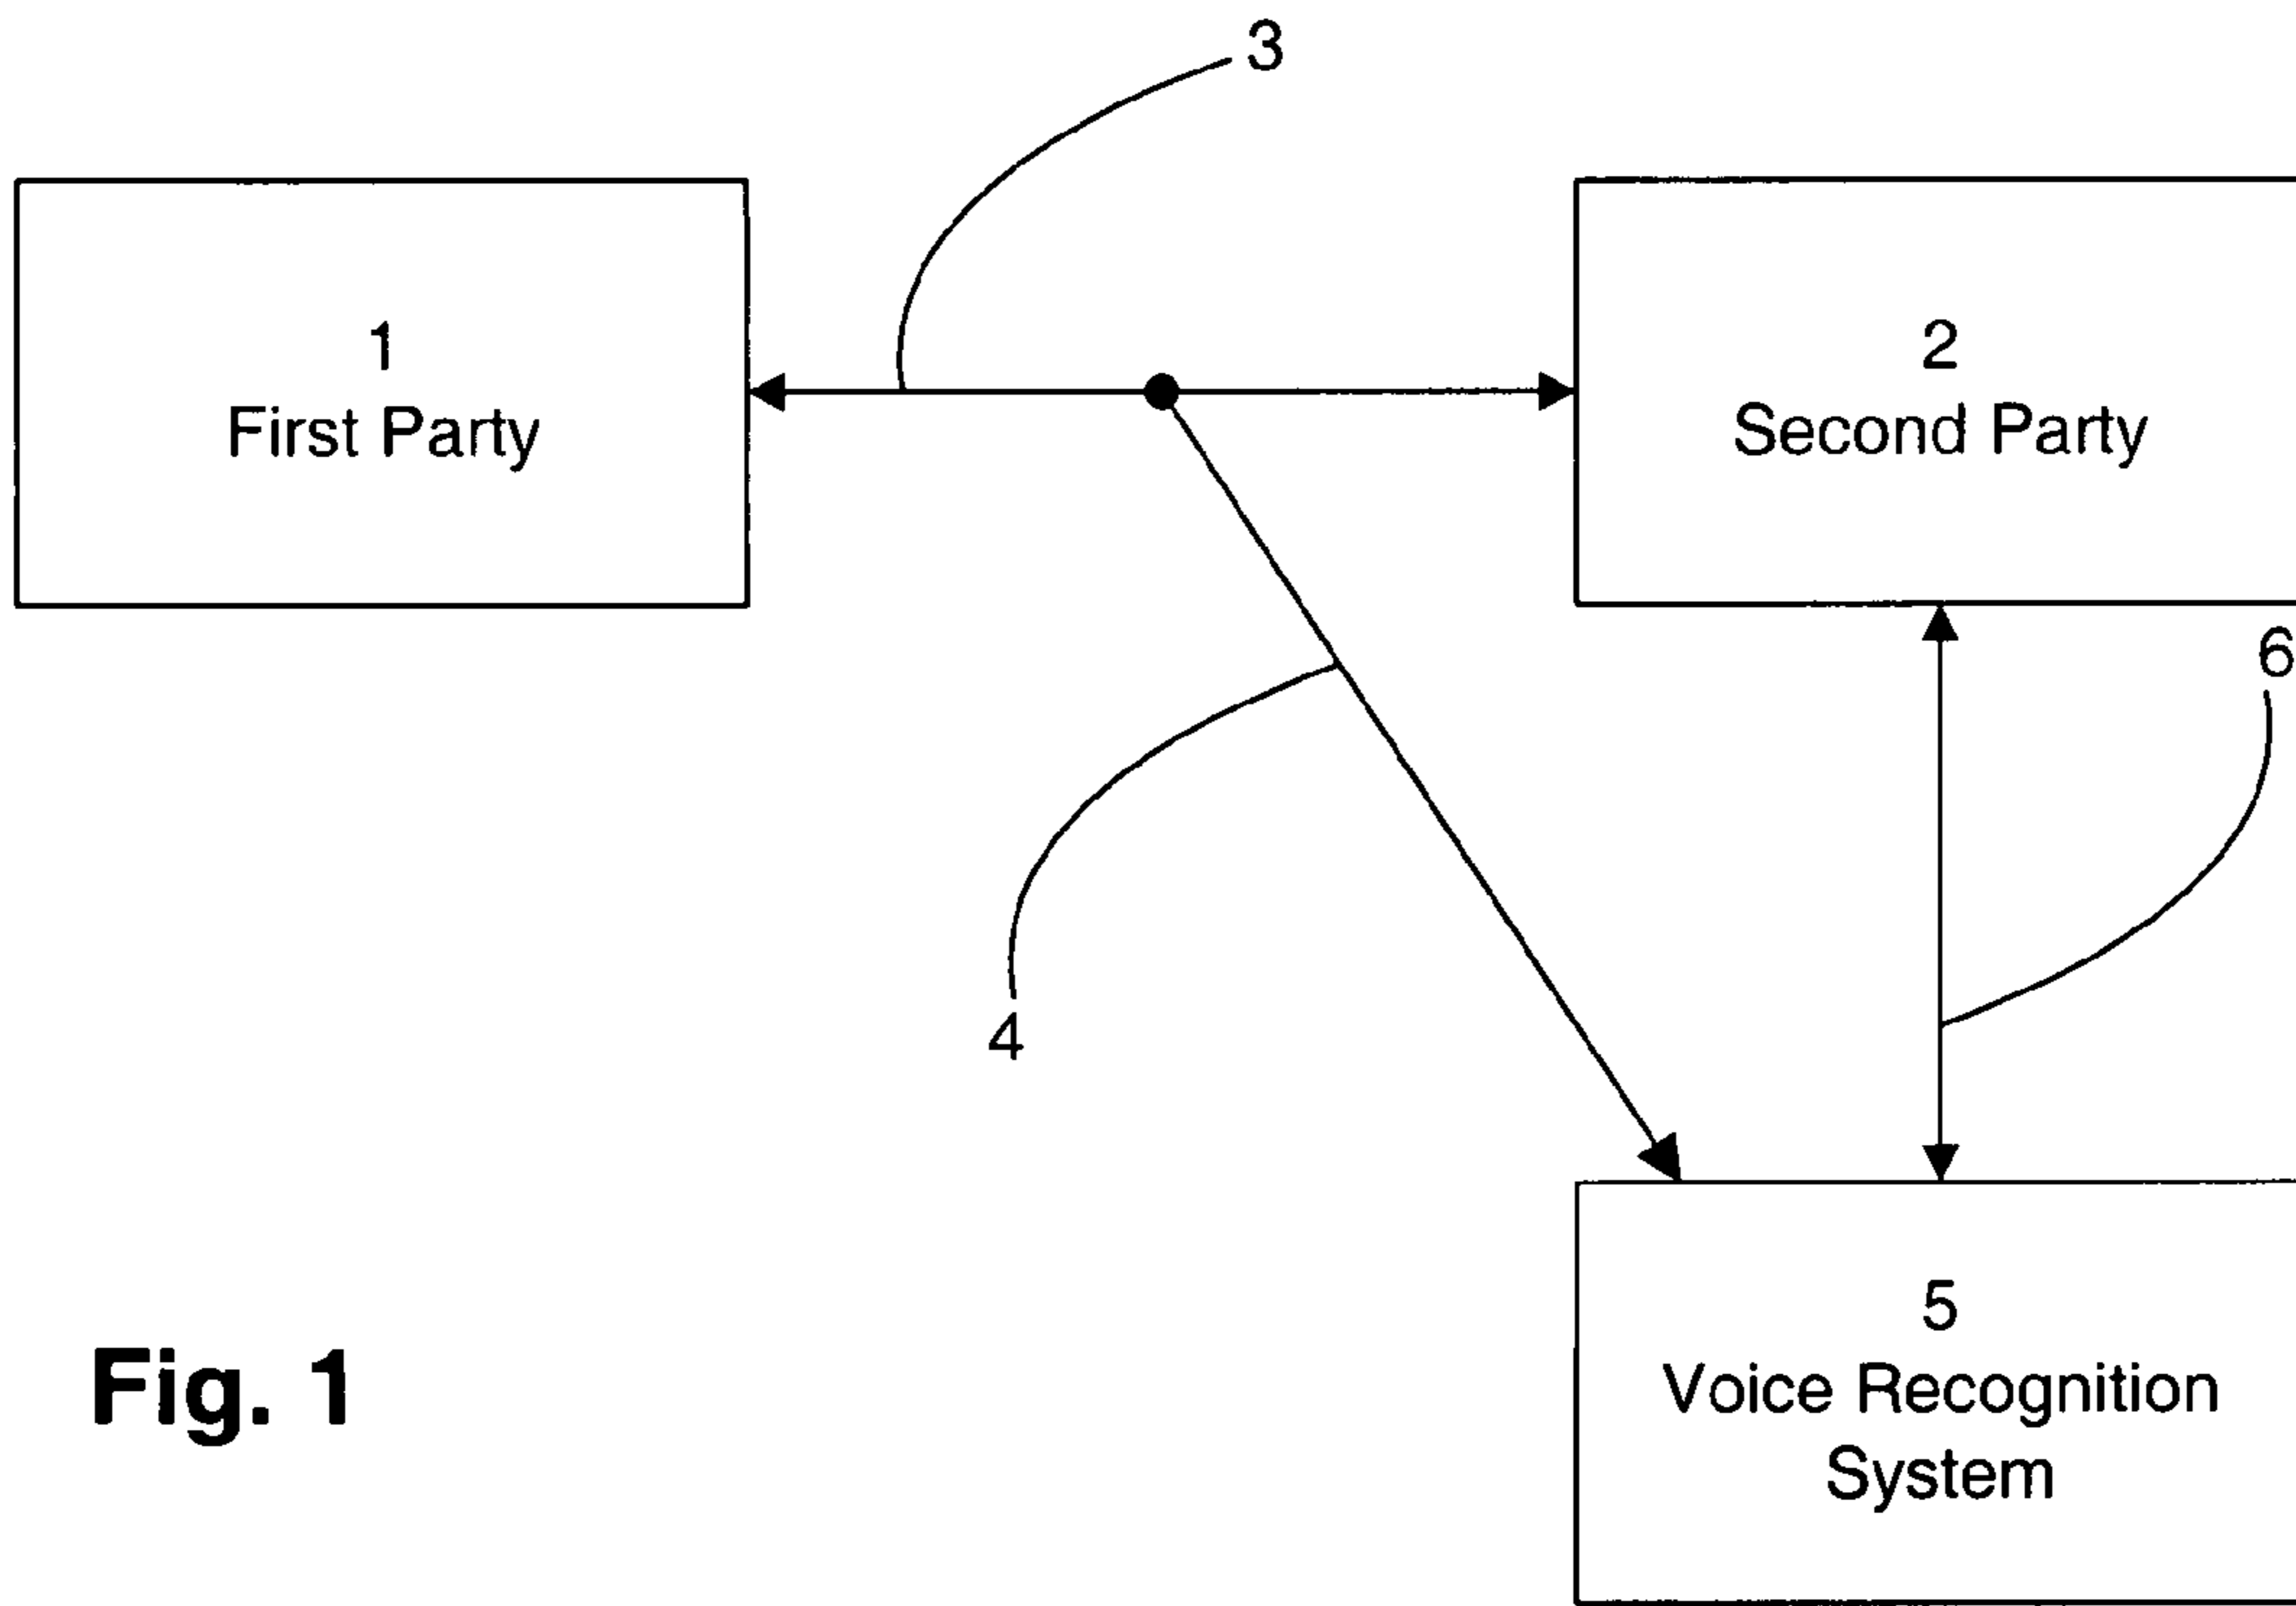 3
1
First Party
2
Second Party
6
4
5
Voice Recognition
System
Fig. 1